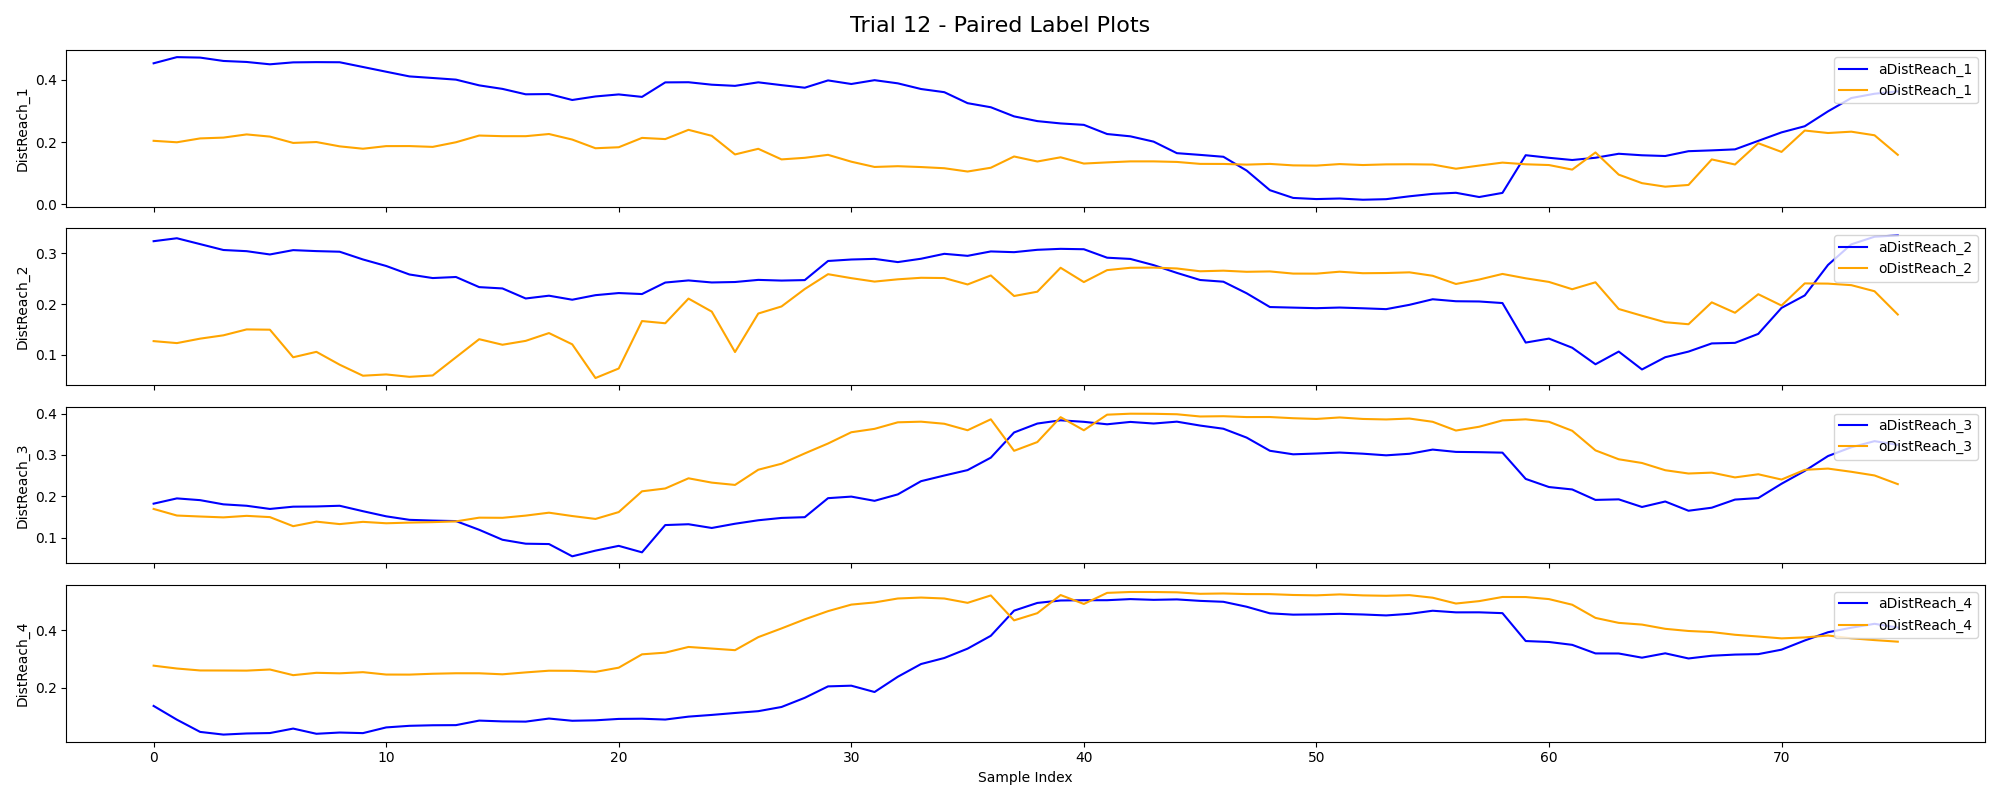 Trial 12 - Paired Label Plots
DistReach_1
0.4
0.2
0.0
aDistReach_1
oDistReach_1
DistReach_2
0.3
0.2
0.1
aDistReach_2
oDistReach_2
DistReach_3
0.4
0.3
0.2
0.1
aDistReach_3
oDistReach_3
DistReach_4
0.4
0.2
aDistReach_4
oDistReach_4
0 10 20 30 40 50 60 70
Sample Index